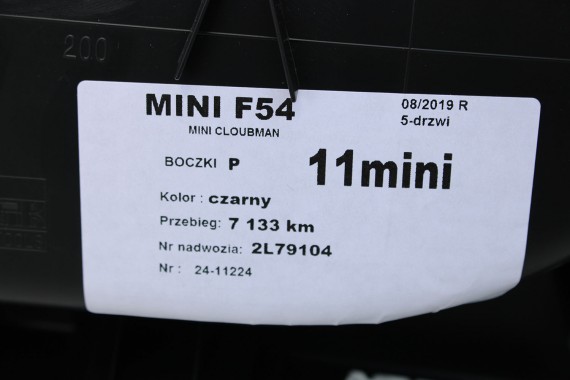 200
MINI F54
08/2019 R
MINI CLOUBMAN
5-drzwi
BOCZKI P
11mini
Kolor : czarny
Przebieg: 7 133 km
Nr nadwozia: 2L79104
Nr : 24-11224